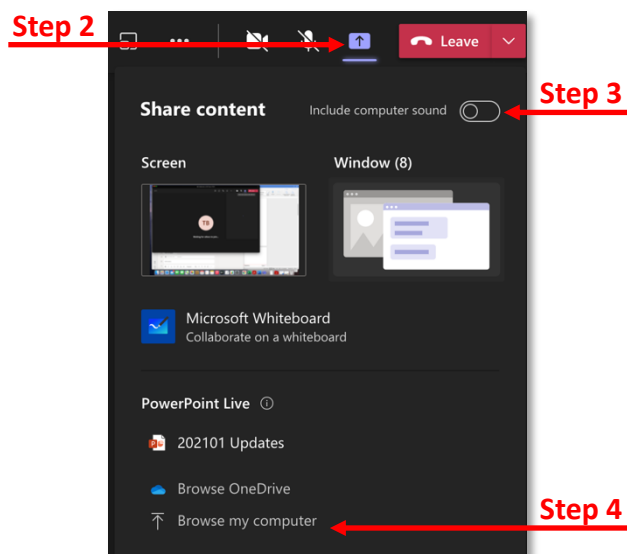 Step 2
Leave
Share content
Include computer sound
Step 3
Screen
Window (8)
TB
Microsoft Whiteboard
Collaborate on a whiteboard
PowerPoint Live
202101 Updates
Browse OneDrive
Browse my computer
Step 4